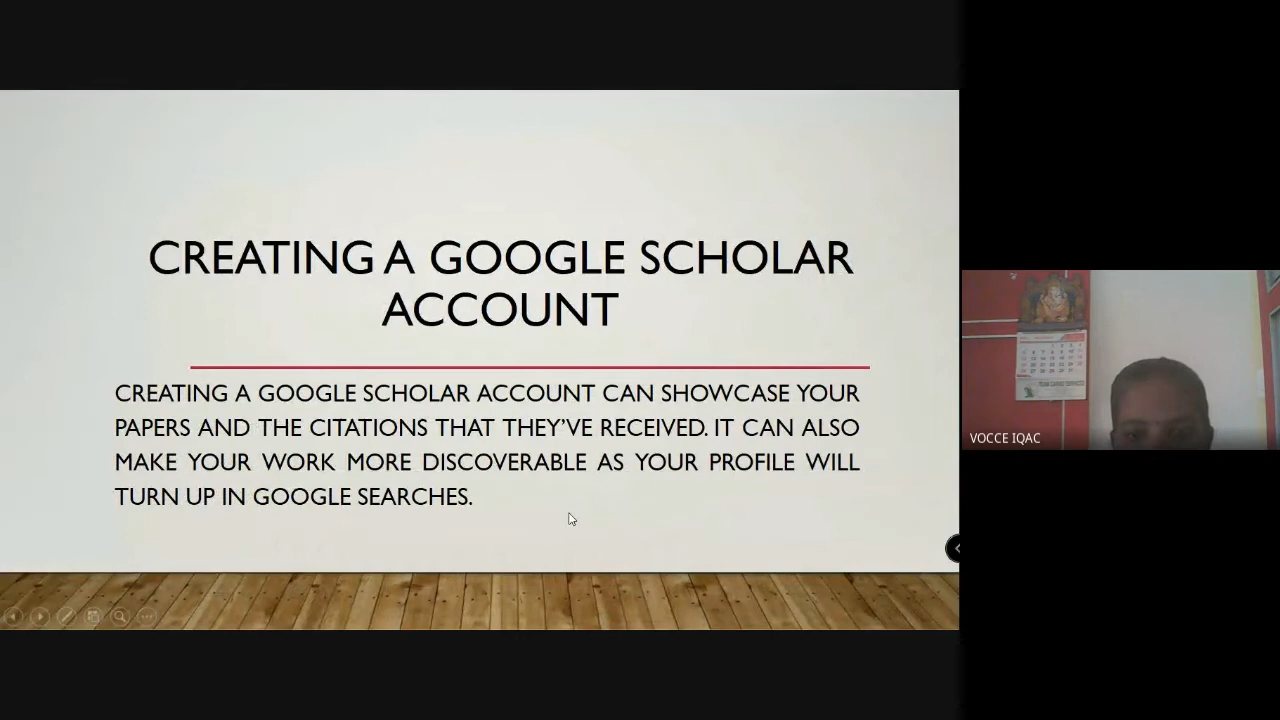 CREATING A GOOGLE SCHOLAR
ACCOUNT
CREATING A GOOGLE SCHOLAR ACCOUNT CAN SHOWCASE YOUR
PAPERS AND THE CITATIONS THAT THEY’VE RECEIVED. IT CAN ALSO
MAKE YOUR WORK MORE DISCOVERABLE AS YOUR PROFILE WILL
TURN UP IN GOOGLE SEARCHES.
VOCCE IQAC